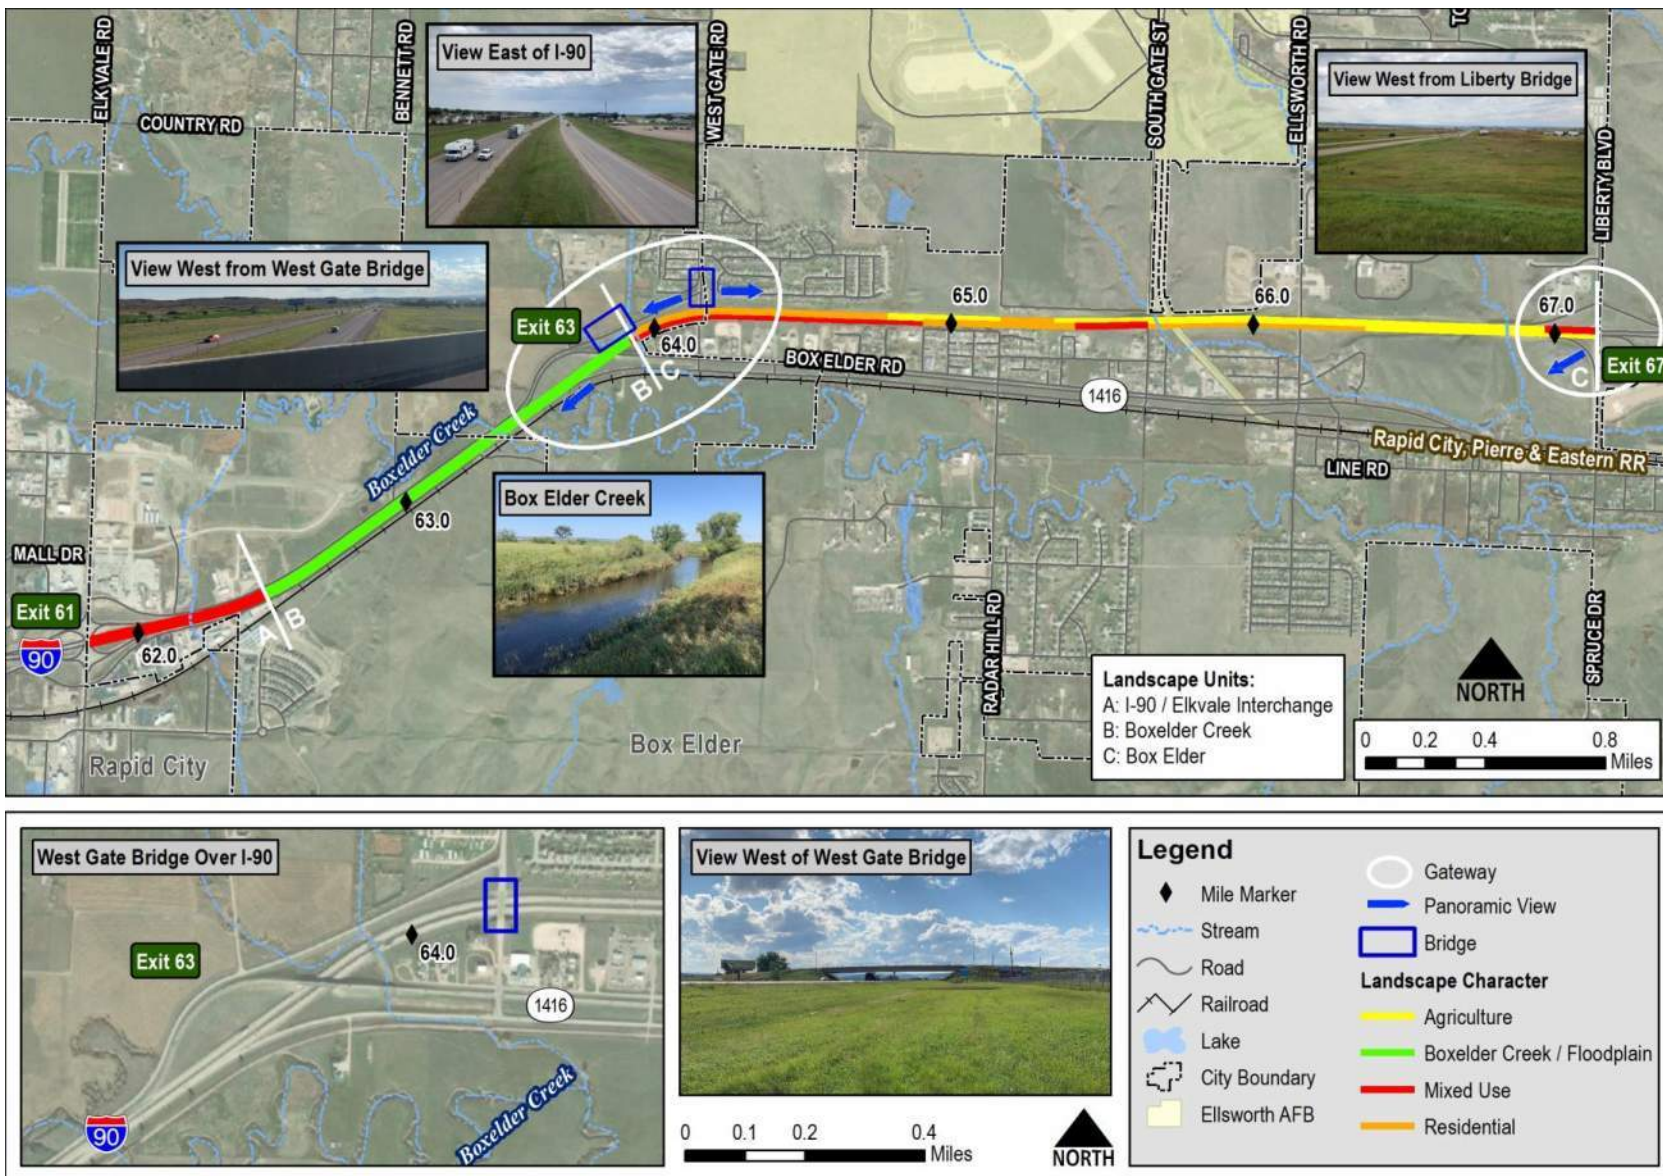 ELK VALE RD
BENNETT RD
WEST GATE RD
SOUTH GATE ST
ELLSWORTH RD
LIBERTY BLVD
COUNTRY RD
View East of I-90
View West from Liberty Bridge
View West from West Gate Bridge
Exit 63
64.0
65.0
66.0
67.0
Exit 67
B
C
C
BOX ELDER RD
1416
Boxelder Creek
Rapid City, Pierre & Eastern RR
LINE RD
63.0
Box Elder Creek
MALL DR
Exit 61
90
62.0
A
B
RADAR HILL RD
SPRUCE DR
Rapid City
Box Elder
Landscape Units:
A: I-90 / Elkvale Interchange
B: Boxelder Creek
C: Box Elder
NORTH
0 0.2 0.4 0.8
Miles
West Gate Bridge Over I-90
Exit 63
64.0
1416
Boxelder Creek
90
View West of West Gate Bridge
0 0.1 0.2 0.4
Miles
NORTH
Legend
Mile Marker
Stream
Road
Railroad
Lake
City Boundary
Ellsworth AFB
Gateway
Panoramic View
Bridge
Landscape Character
Agriculture
Boxelder Creek / Floodplain
Mixed Use
Residential